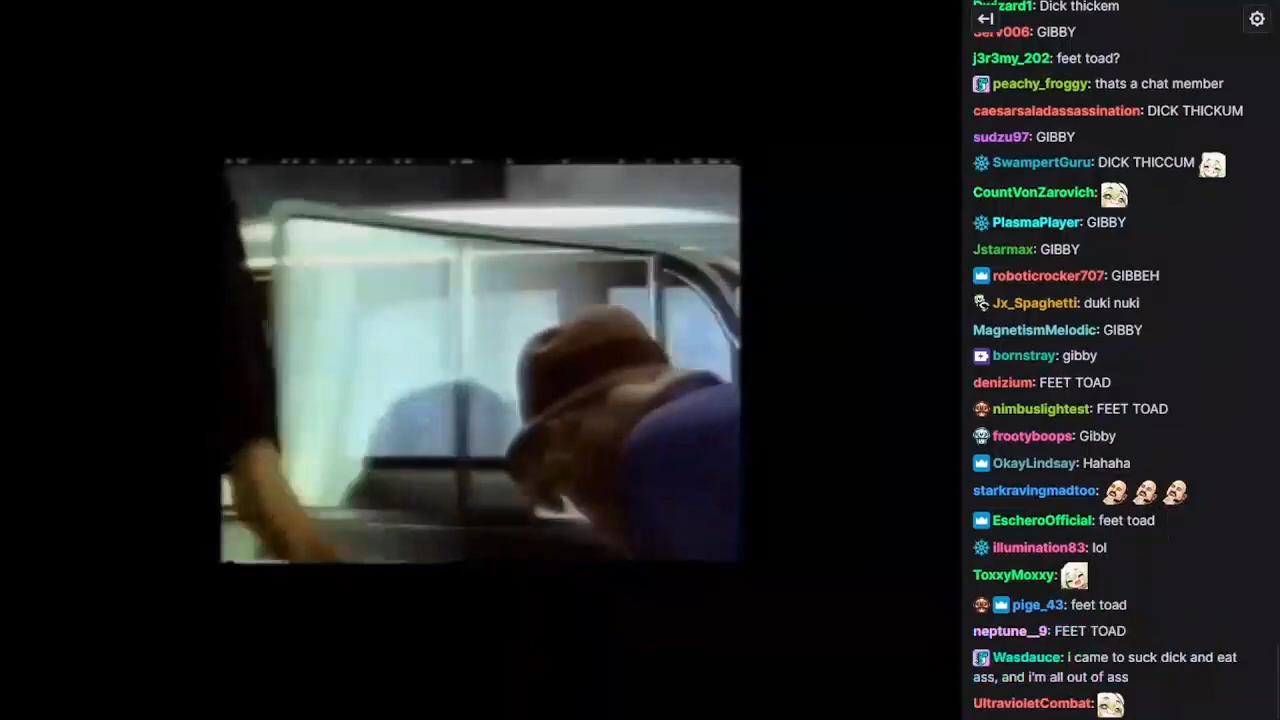 Dwizard1: Dick thickem
Serv006: GIBBY
j3r3my_202: feet toad?
peachy_froggy: thats a chat member
caesarsaladassassination: DICK THICKUM
sudzu97: GIBBY
SwampertGuru: DICK THICCUM
CountVonZarovich:
PlasmaPlayer: GIBBY
Jstarmax: GIBBY
roboticrocker707: GIBBEH
Jx_Spaghetti: duki nuki
MagnetismMelodic: GIBBY
bornstray: gibby
denizium: FEET TOAD
nimbuslightest: FEET TOAD
frootyboops: Gibby
OkayLindsay: Hahaha
starkravingmadtoo:
EscheroOfficial: feet toad
illumination83: lol
ToxxyMoxxy:
pige_43: feet toad
neptune__9: FEET TOAD
Wasdauce: i came to suck dick and eat
ass, and i'm all out of ass
UltravioletCombat: